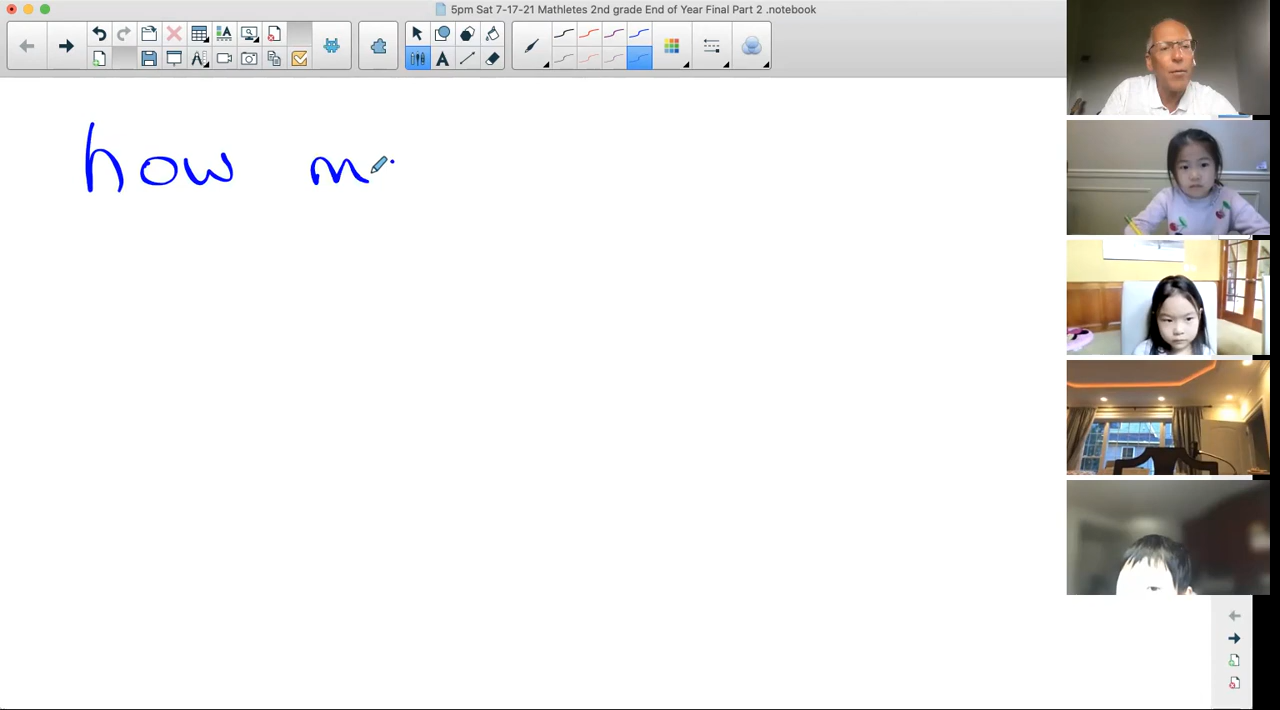 5pm Sat 7-17-21 Mathletes 2nd grade End of Year Final Part 2 .notebook
how m